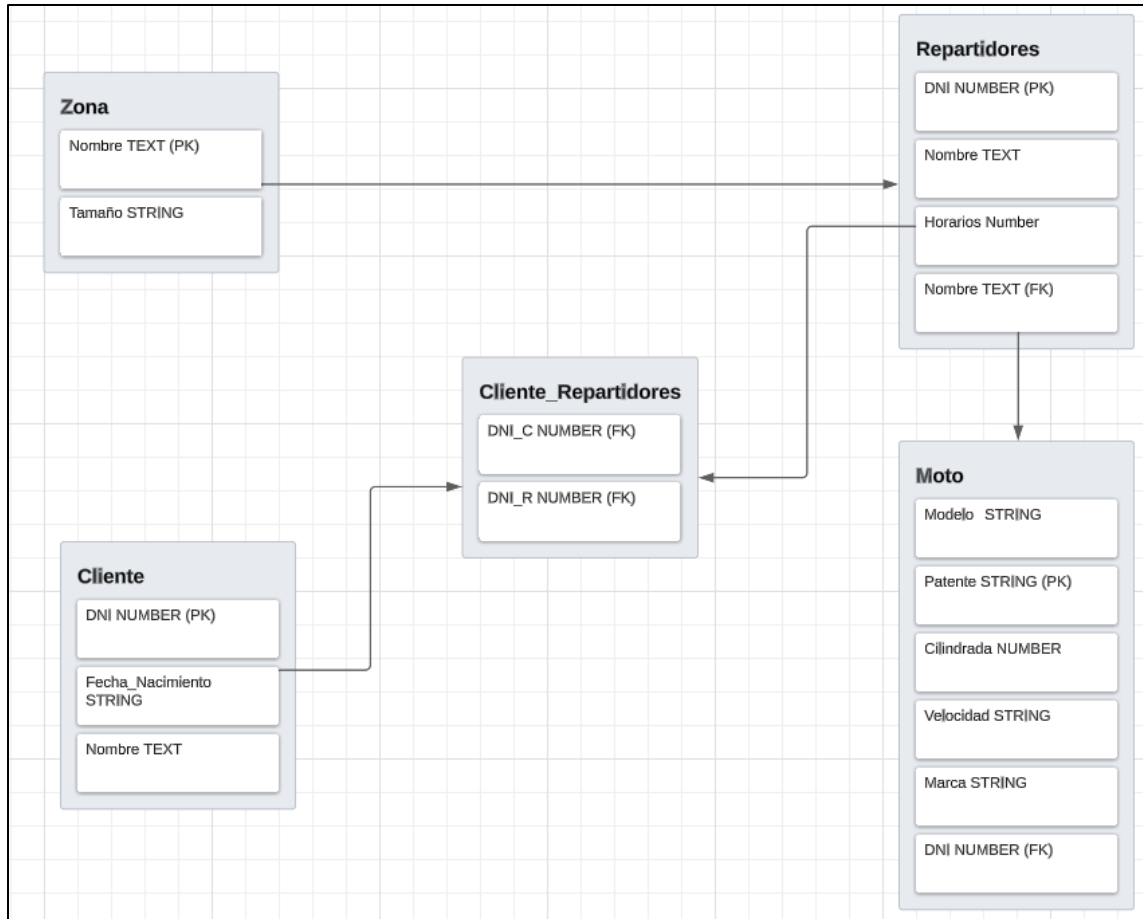 Zona
Nombre TEXT (PK)
Tamaño STRING
Repartidores
DNI NUMBER (PK)
Nombre TEXT
Horarios Number
Nombre TEXT (FK)
Cliente_Repartidores
DNI_C NUMBER (FK)
DNI_R NUMBER (FK)
Cliente
DNI NUMBER (PK)
Fecha_Nacimiento
STRING
Nombre TEXT
Moto
Modelo STRING
Patente STRING (PK)
Cilindrada NUMBER
Velocidad STRING
Marca STRING
DNI NUMBER (FK)